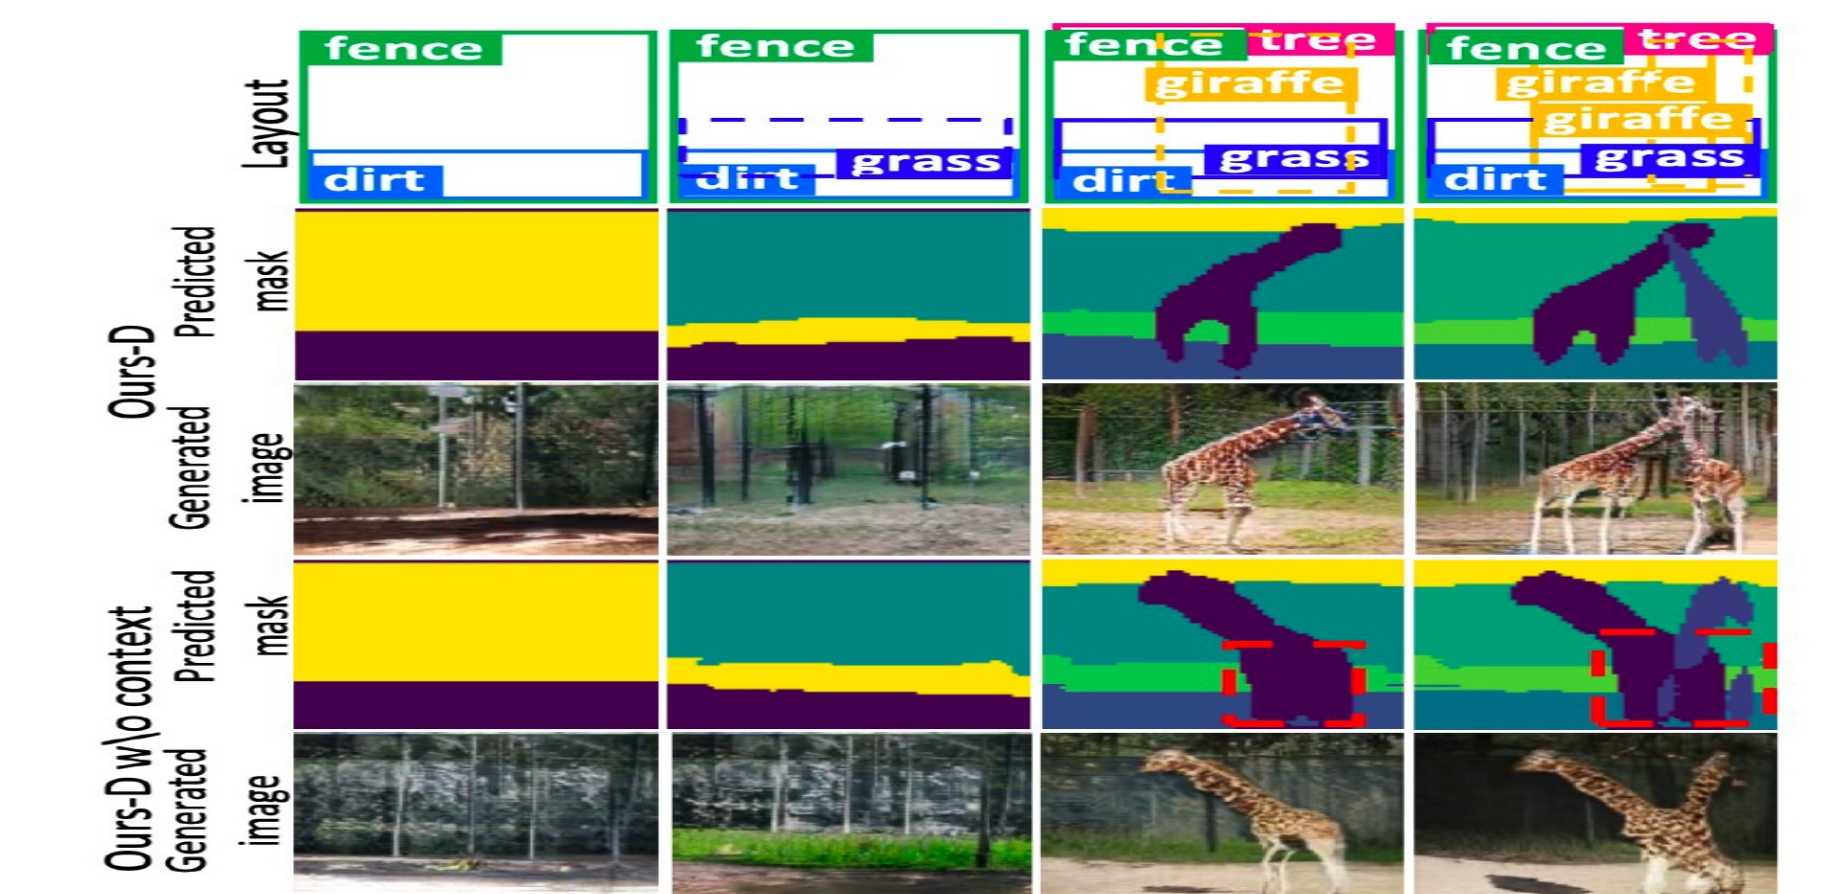 Layout
fence
dirt
fence
dirt grass
fence tree
giraffe
grass
dirt
fence tree
giraffe
giraffe
grass
dirt
Ours-D
Predicted
mask
Generated
image
Ours-D w\o context
Predicted
mask
Generated
image